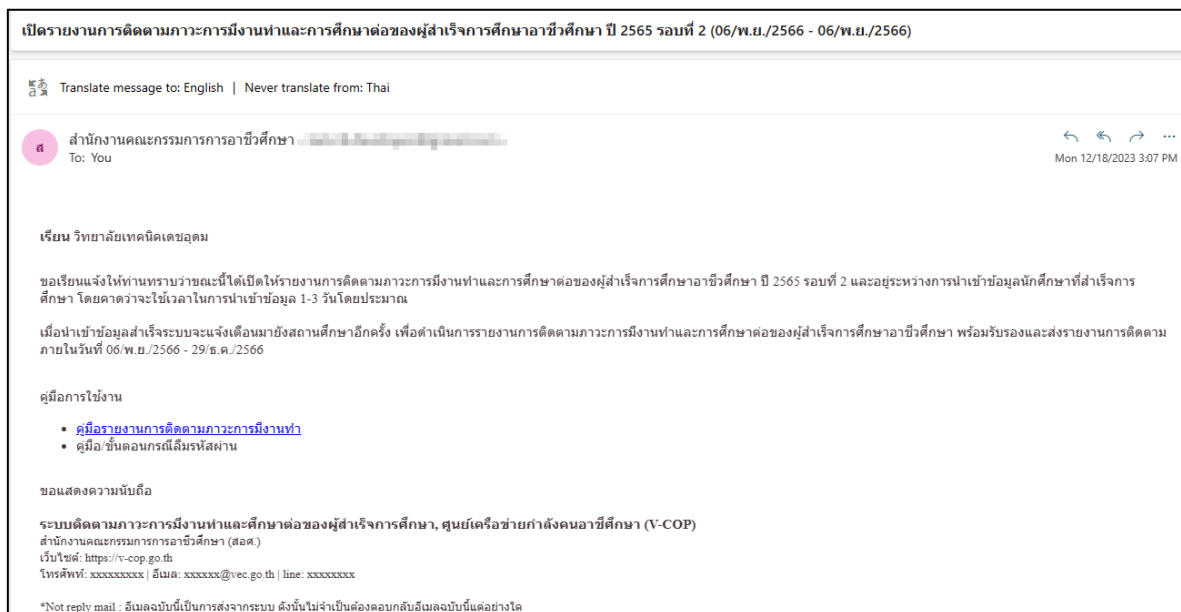 เปิดรายงานการติดตามภาวะการมีงานทำและการศึกษาต่อของผู้สำเร็จการศึกษาอาชีวศึกษา ปี 2565 รอบที่ 2 (06/พ.ย./2566 - 06/พ.ย./2566)
Translate message to: English | Never translate from: Thai
ส
สำนักงานคณะกรรมการการอาชีวศึกษา
To: You
Mon 12/18/2023 3:07 PM
เรียน วิทยาลัยเทคนิคเดชอุดม
ขอเรียนแจ้งให้ท่านทราบว่าขณะนี้ได้เปิดให้รายงานการติดตามภาวะการมีงานทำและการศึกษาต่อของผู้สำเร็จการศึกษาอาชีวศึกษา ปี 2565 รอบที่ 2 และอยู่ระหว่างการนำเข้าข้อมูลนักศึกษาที่สำเร็จการ
ศึกษา โดยคาดว่าจะใช้เวลาในการนำเข้าข้อมูล 1-3 วันโดยประมาณ
เมื่อนำเข้าข้อมูลสำเร็จระบบจะแจ้งเตือนมายังสถานศึกษาอีกครั้ง เพื่อดำเนินการรายงานการติดตามภาวะการมีงานทำและการศึกษาต่อของผู้สำเร็จการศึกษาอาชีวศึกษา พร้อมรับรองและส่งรายงานการติดตาม
ภายในวันที่ 06/พ.ย./2566 - 29/ธ.ค./2566
คู่มือการใช้งาน
• คู่มือรายงานการติดตามภาวะการมีงานทำ
• คู่มือ/ขั้นตอนกรณีลืมรหัสผ่าน
ขอแสดงความนับถือ
ระบบติดตามภาวะการมีงานทำและศึกษาต่อของผู้สำเร็จการศึกษา, ศูนย์เครือข่ายกำลังคนอาชีศึกษา (V-COP)
สำนักงานคณะกรรมการการอาชีวศึกษา (สอศ.)
เว็บไซต์: https://v-cop.go.th
โทรศัพท์: xxxxxxxxx | อีเมล: xxxxxx@vec.go.th | line: xxxxxxxx
*Not reply mail : อีเมลฉบับนี้เป็นการส่งจากระบบ ดังนั้นไม่จำเป็นต้องตอบกลับอีเมลฉบับนี้แต่อย่างใด